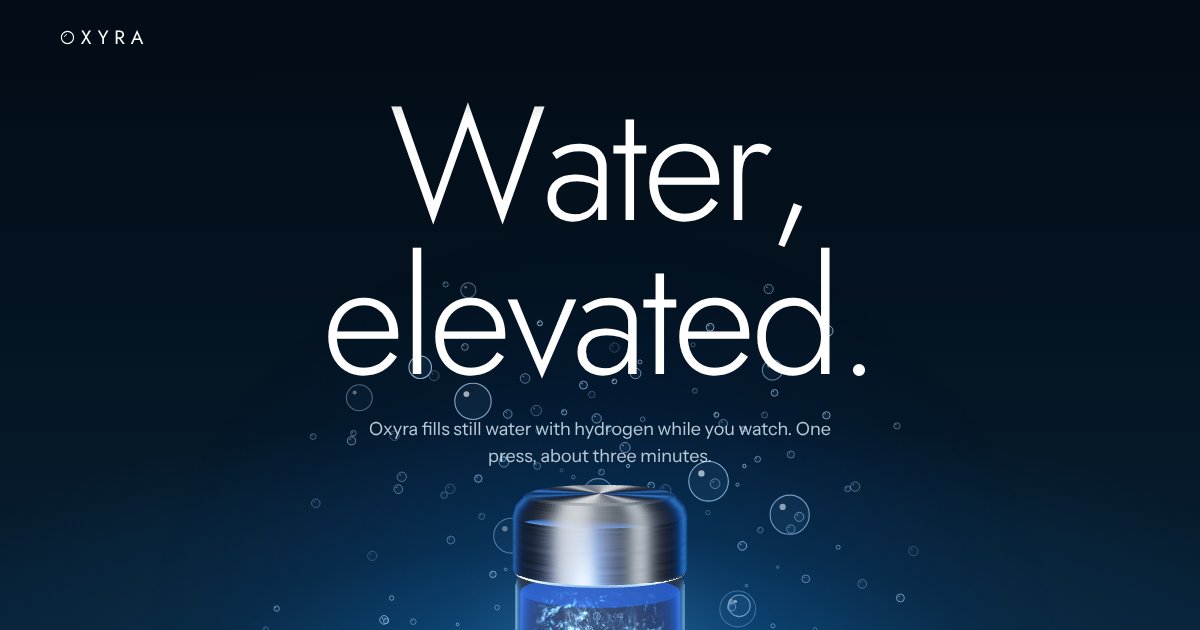 OXYRA
Water,
elevated.
Oxyra fills still water with hydrogen while you watch. One
press, about three minutes.